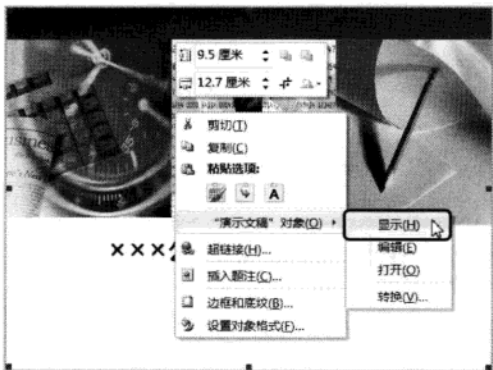 9.5 厘米
12.7 厘米
剪切(T)
复制(C)
粘贴选项:
A
“演示文稿” 对象(O)
显示(H)
×××
超链接(H)...
编辑(E)
打开(O)
插入题注(C)...
转换(V)...
边框和底纹(B)...
设置对象格式(F)...